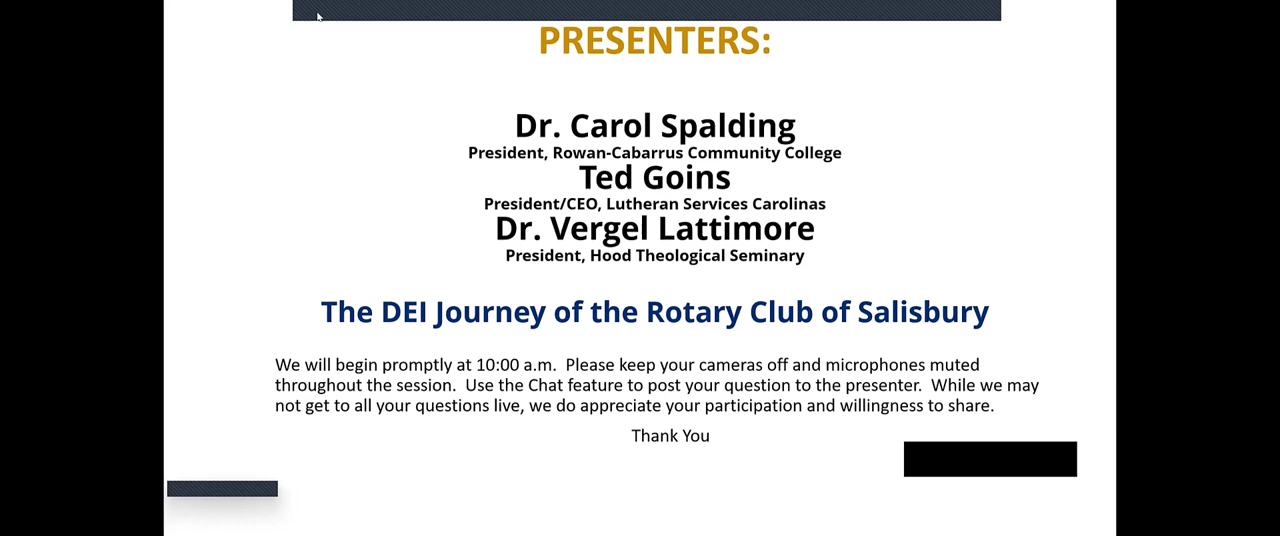 PRESENTERS:
Dr. Carol Spalding
President, Rowan-Cabarrus Community College
Ted Goins
President/CEO, Lutheran Services Carolinas
Dr. Vergel Lattimore
President, Hood Theological Seminary
The DEI Journey of the Rotary Club of Salisbury
We will begin promptly at 10:00 a.m.  Please keep your cameras off and microphones muted
throughout the session.  Use the Chat feature to post your question to the presenter.  While we may
not get to all your questions live, we do appreciate your participation and willingness to share.
Thank You